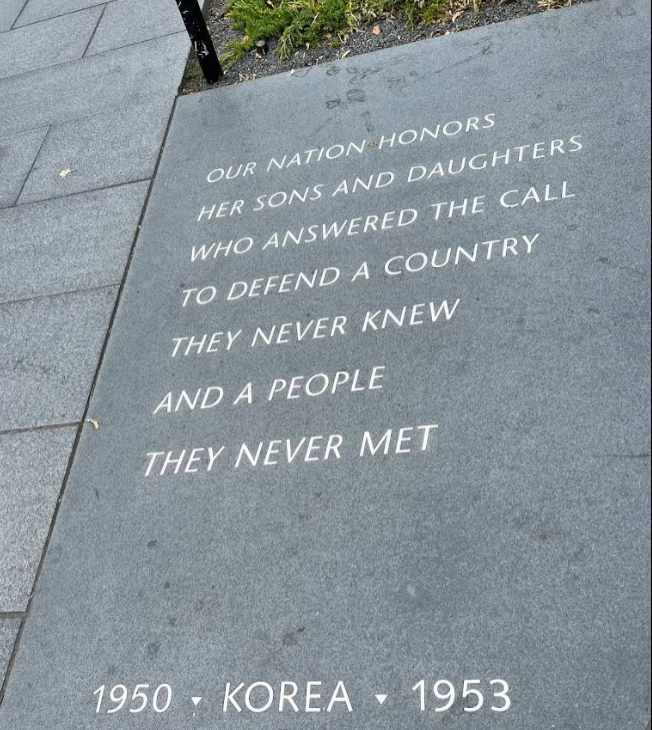 OUR NATION HONORS
HER SONS AND DAUGHTERS
WHO ANSWERED THE CALL
TO DEFEND A COUNTRY
THEY NEVER KNEW
AND A PEOPLE
THEY NEVER MET
1950 ▾ KOREA ▾ 1953